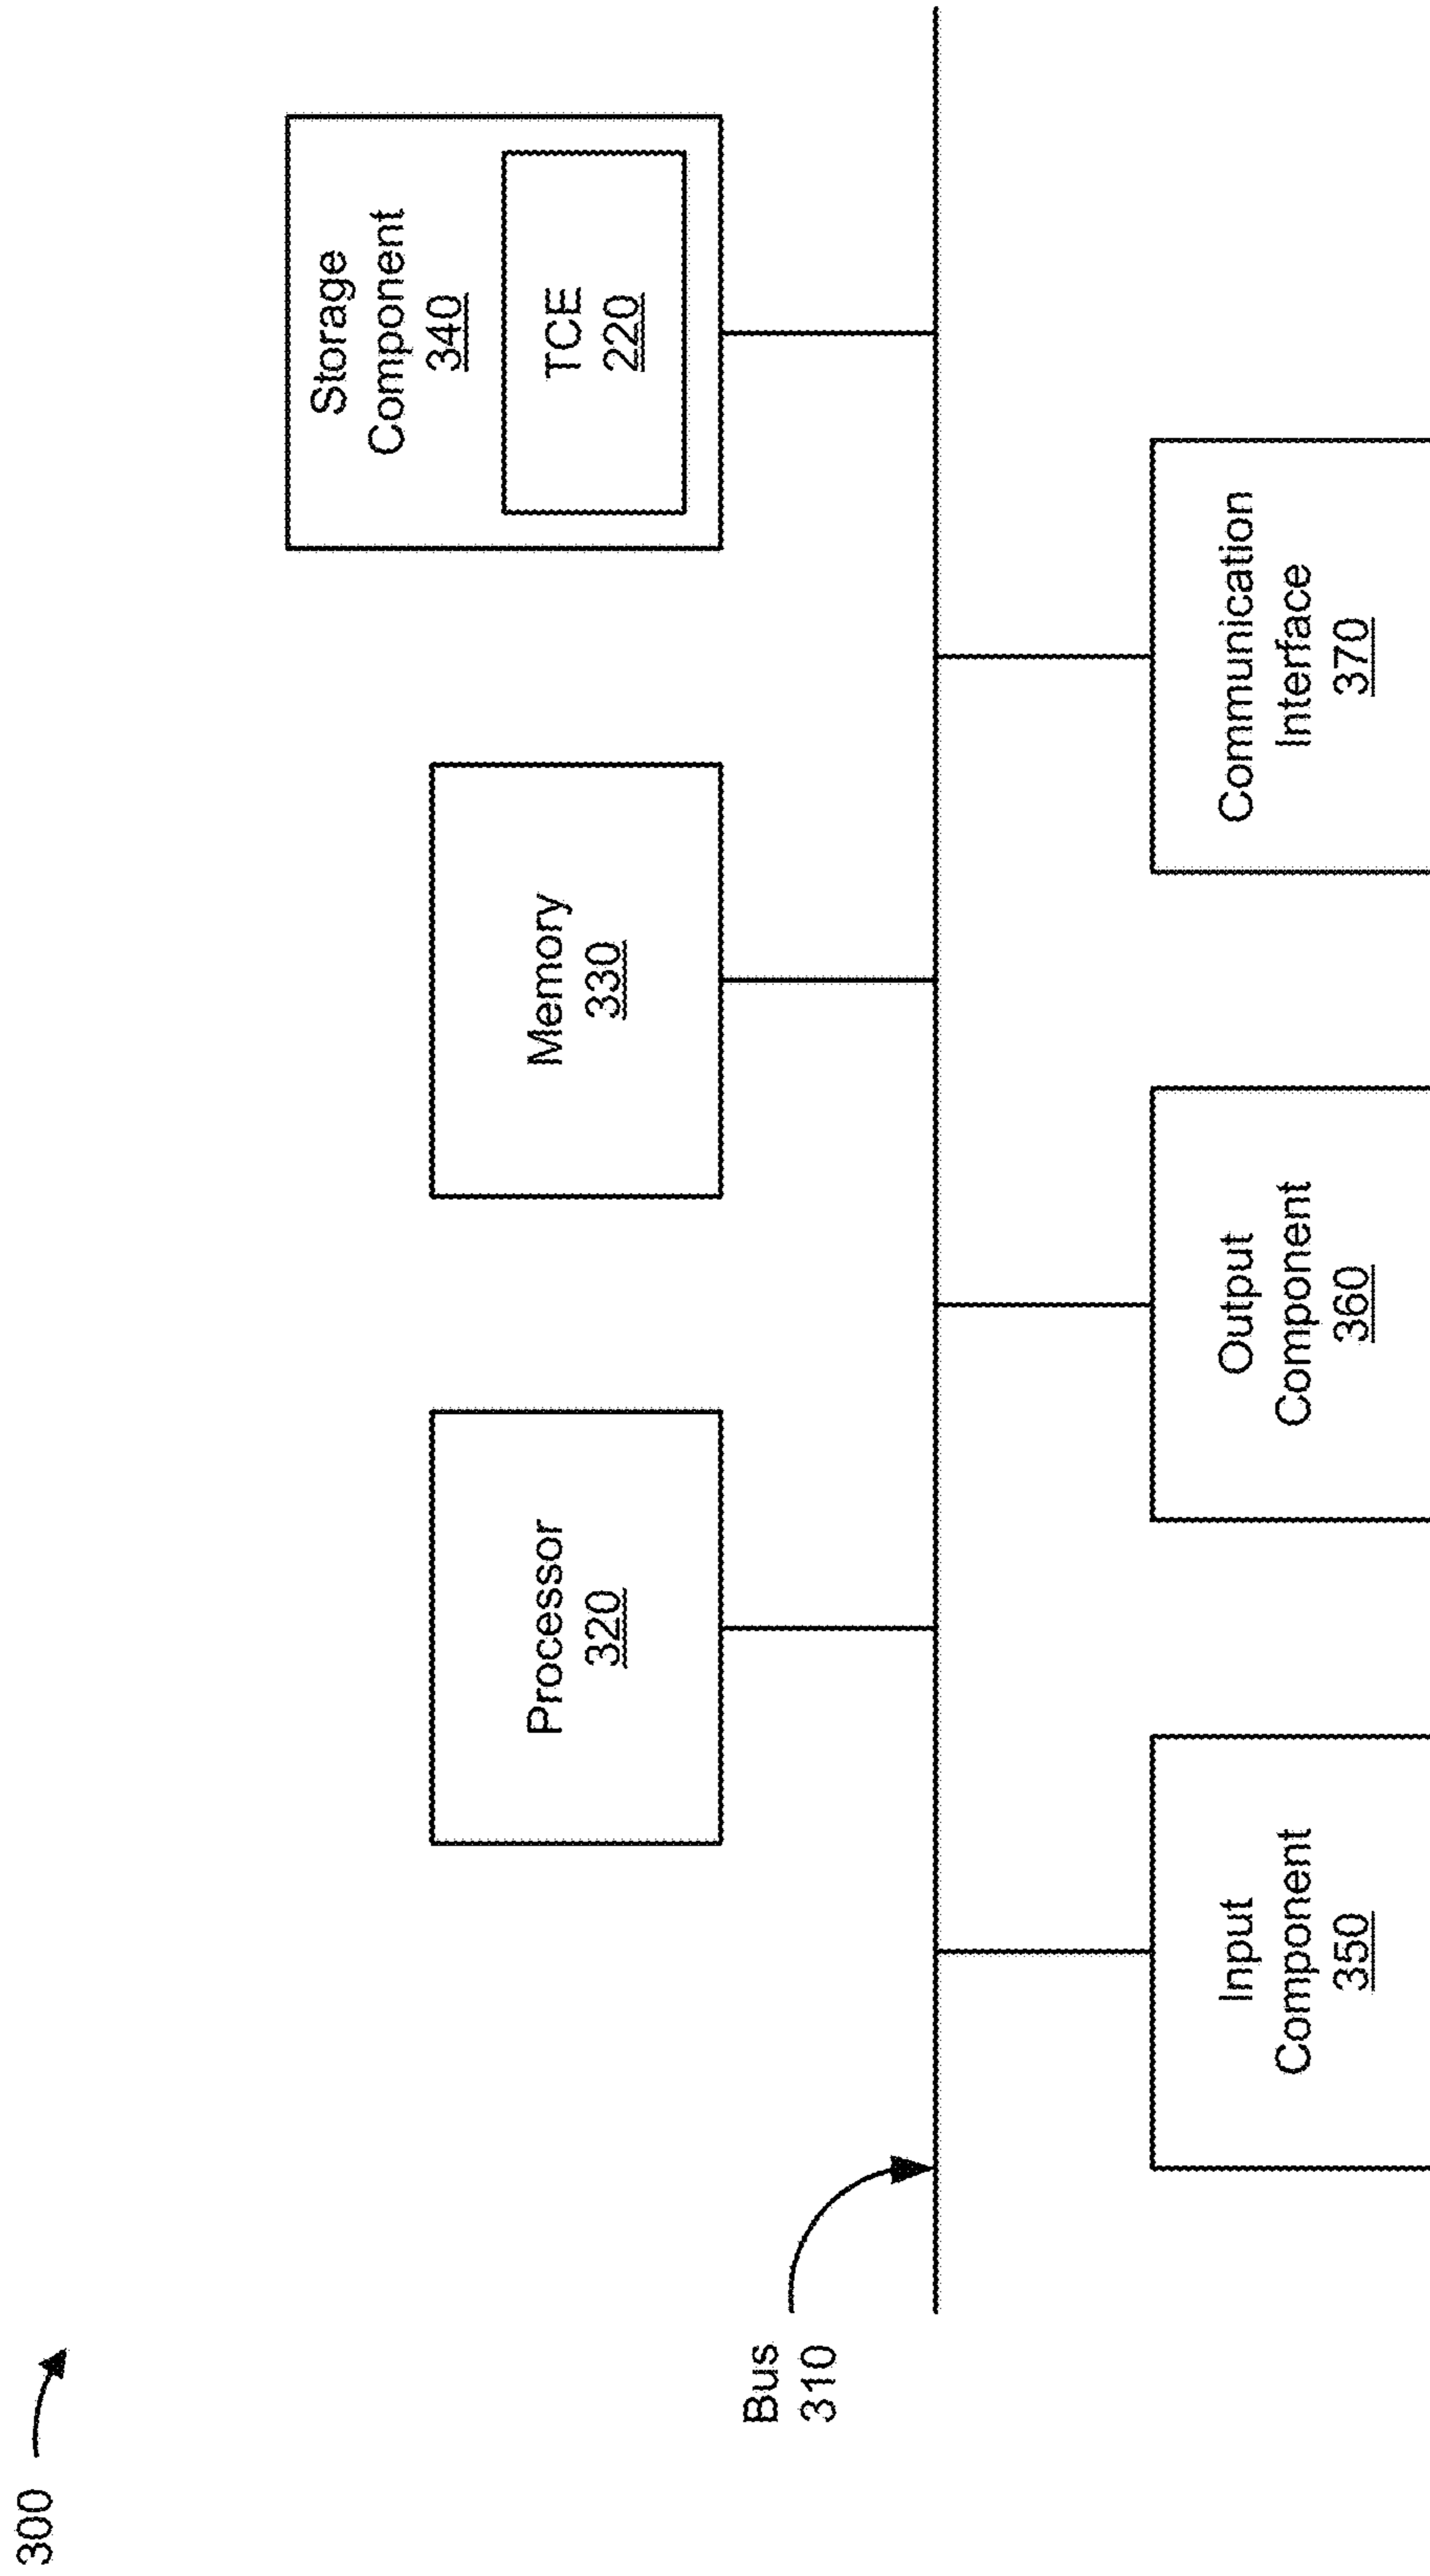 300
Storage
Component
340
TCE
220
Memory
330
Processor
320
Bus
310
Input
Component
350
Output
Component
360
Communication
Interface
370